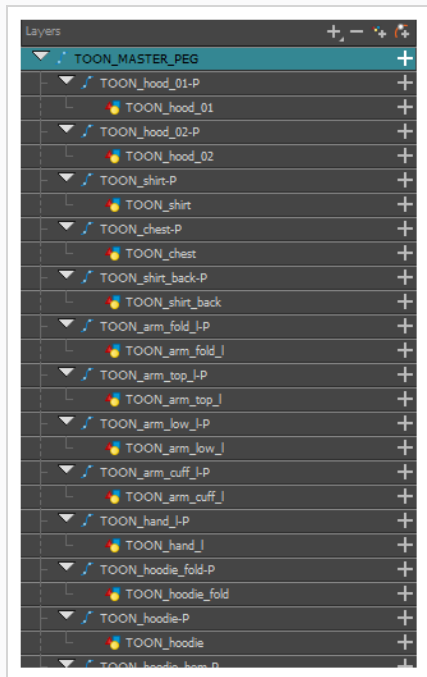 Layers
TOON_MASTER_PEG
TOON_hood_01-P
TOON_hood_01
TOON_hood_02-P
TOON_hood_02
TOON_shirt-P
TOON_shirt
TOON_chest-P
TOON_chest
TOON_shirt_back-P
TOON_shirt_back
TOON_arm_fold_l-P
TOON_arm_fold_l
TOON_arm_top_l-P
TOON_arm_top_l
TOON_arm_low_l-P
TOON_arm_low_l
TOON_arm_cuff_l-P
TOON_arm_cuff_l
TOON_hand_l-P
TOON_hand_l
TOON_hoodie_fold-P
TOON_hoodie_fold
TOON_hoodie-P
TOON_hoodie
TOON_hoodie_hem-P